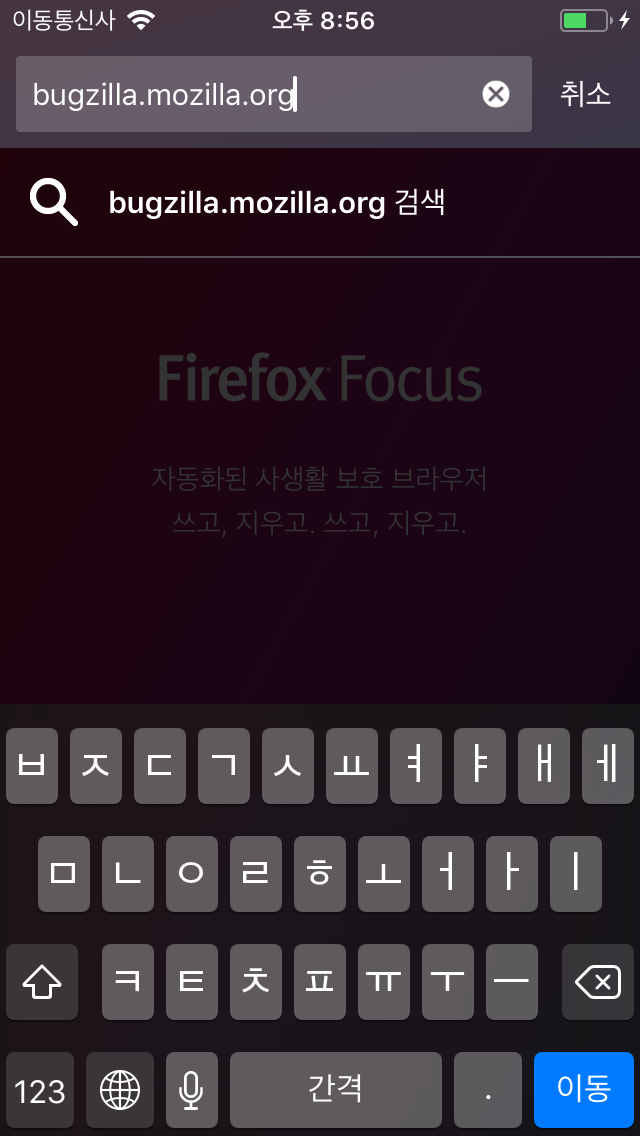 이동통신사 오후 8:56
bugzilla.mozilla.org 취소
bugzilla.mozilla.org 검색
Firefox Focus
자동화된 사생활 보호 브라우저
쓰고, 지우고. 쓰고, 지우고.
ㅂ ㅈ ㄷ ㄱ ㅅ ㅛ ㅕ ㅑ ㅐ ㅔ
ㅁ ㄴ ㅇ ㄹ ㅎ ㅗ ㅓ ㅏ ㅣ
ㅋ ㅌ ㅊ ㅍ ㅠ ㅜ ㅡ
123 간격 . 이동